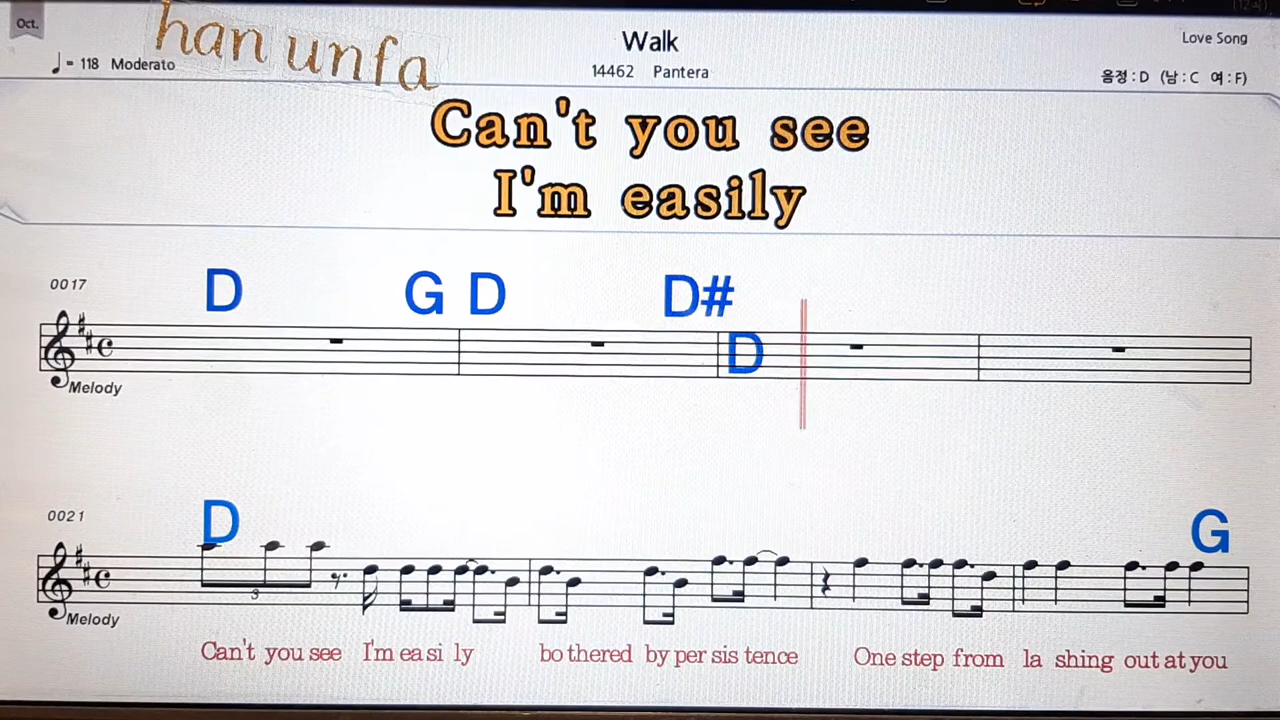 Oct.
han unfa
Walk
Love Song
♩= 118 Moderato
14462 Pantera
음정 : D (남 : C 여 : F)
Can't you see
I'm easily
0017
D G D D#
D
Melody
0021
D G
3
Melody
Can't you see I'm ea si ly bo thered by per sis tence One step from la shing out at you